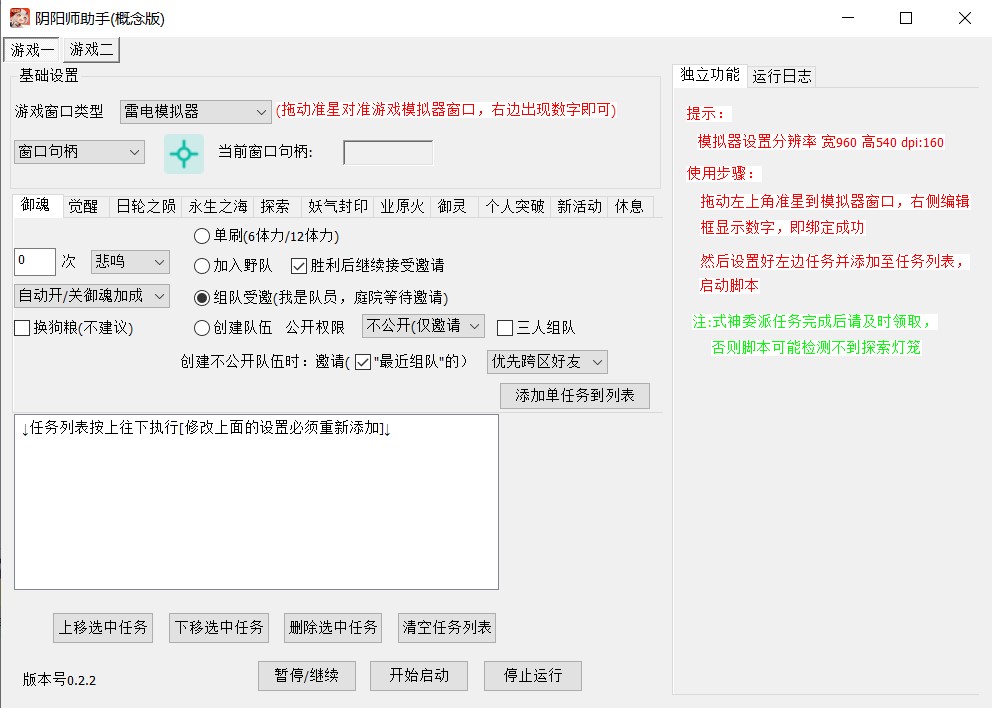 阴阳师助手(概念版)
游戏一 游戏二
基础设置
游戏窗口类型 雷电模拟器 (拖动准星对准游戏模拟器窗口，右边出现数字即可)
窗口句柄 当前窗口句柄:
御魂 觉醒 日轮之陨 永生之海 探索 妖气封印 业原火 御灵 个人突破 新活动 休息
单刷(6体力/12体力)
0 次 悲鸣 加入野队 胜利后继续接受邀请
自动开/关御魂加成 组队受邀(我是队员，庭院等待邀请)
换狗粮(不建议) 创建队伍 公开权限 不公开(仅邀请 三人组队
创建不公开队伍时：邀请( "最近组队"的） 优先跨区好友
添加单任务到列表
↓任务列表按上往下执行[修改上面的设置必须重新添加]↓
上移选中任务 下移选中任务 删除选中任务 清空任务列表
版本号0.2.2 暂停/继续 开始启动 停止运行
独立功能 运行日志
提示：
模拟器设置分辨率 宽960 高540 dpi:160
使用步骤：
拖动左上角准星到模拟器窗口，右侧编辑
框显示数字，即绑定成功
然后设置好左边任务并添加至任务列表，
启动脚本
注:式神委派任务完成后请及时领取，
否则脚本可能检测不到探索灯笼